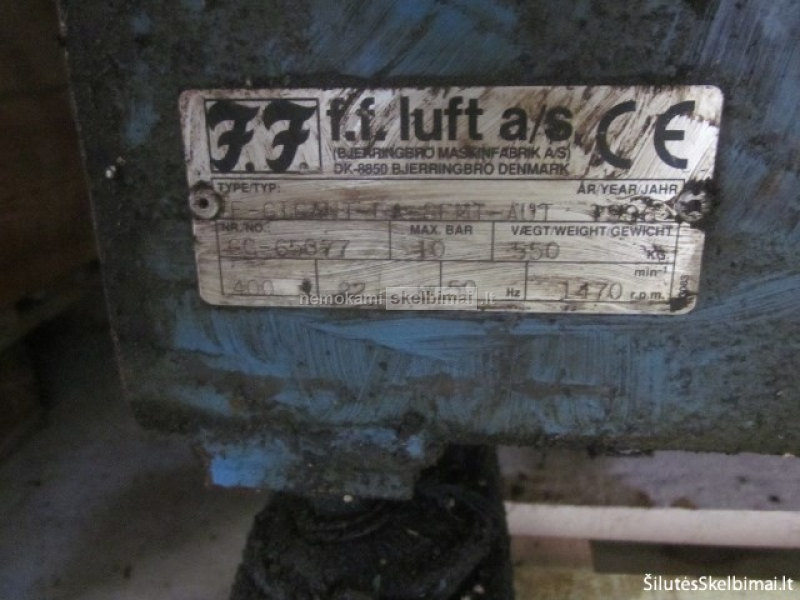 F.F. f.f. luft a/s CE
(BJERRINGBRO MASKINFABRIK A/S)
DK-8850 BJERRINGBRO DENMARK
TYPE/TYP: ÅR/YEAR/JAHR
NR./NO.: MAX. BAR VÆGT/WEIGHT/GEWICHT
10 550 KG
min⁻¹
400 50 Hz 1470 r.p.m.
nemokami skelbimai.lt
ŠilutėsSkelbimai.lt